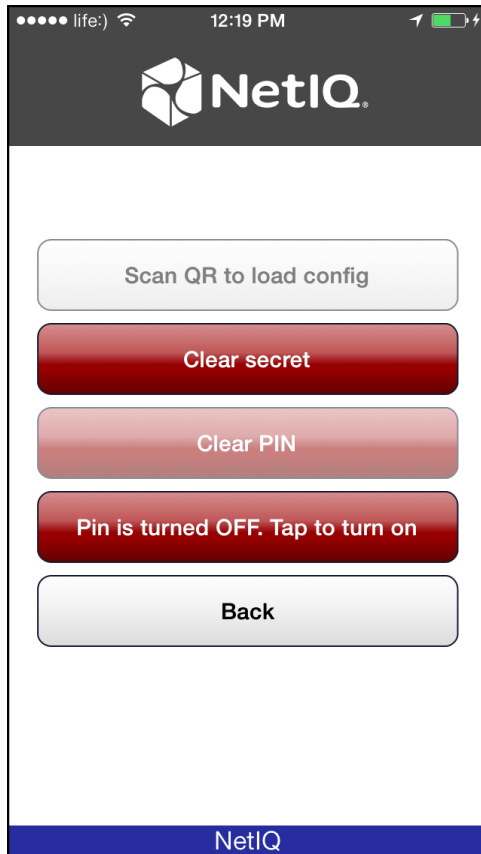 life:) 12:19 PM
NetIQ.
Scan QR to load config
Clear secret
Clear PIN
Pin is turned OFF. Tap to turn on
Back
NetIQ